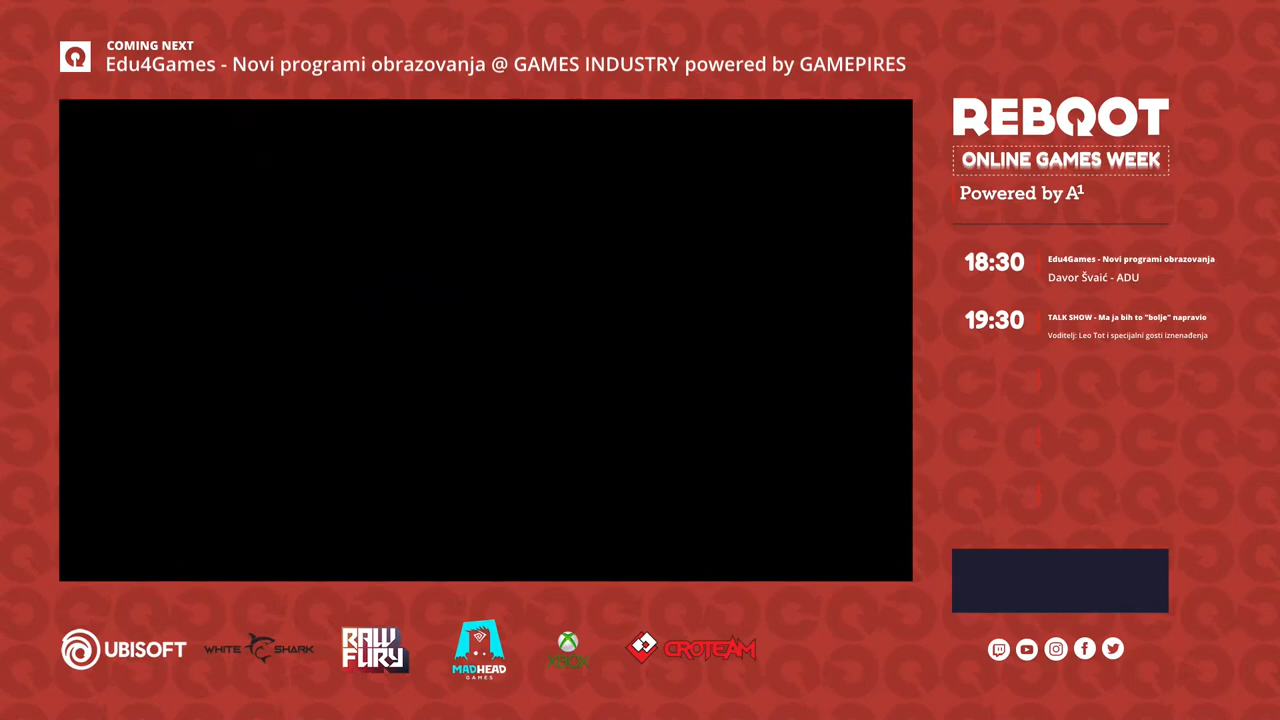 COMING NEXT
Edu4Games - Novi programi obrazovanja @ GAMES INDUSTRY powered by GAMEPIRES
REBOOT
ONLINE GAMES WEEK
Powered by A1
18:30
Edu4Games - Novi programi obrazovanja
Davor Švaić - ADU
19:30
TALK SHOW - Ma ja bih to "bolje" napravio
Voditelj: Leo Tot i specijalni gosti iznenađenja
UBISOFT
WHITE SHARK
RAW
FURY
MADHEAD
GAMES
XBOX
CROTEAM